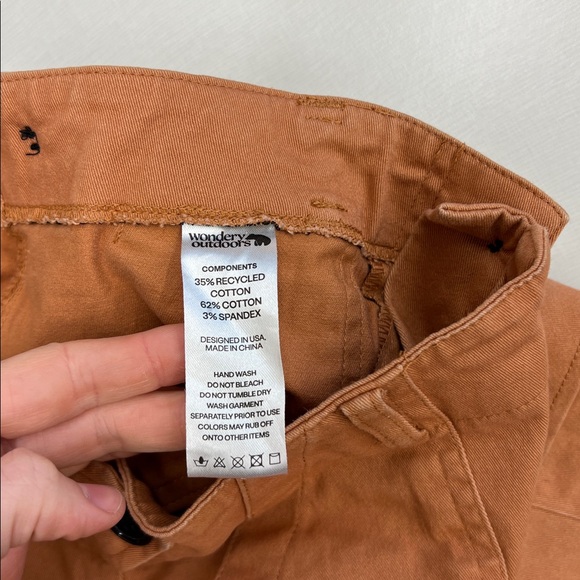 wondery
outdoors
COMPONENTS
35% RECYCLED
COTTON
62% COTTON
3% SPANDEX
DESIGNED IN USA.
MADE IN CHINA
HAND WASH
DO NOT BLEACH
DO NOT TUMBLE DRY
WASH GARMENT
SEPARATELY PRIOR TO USE
COLORS MAY RUB OFF
ONTO OTHER ITEMS